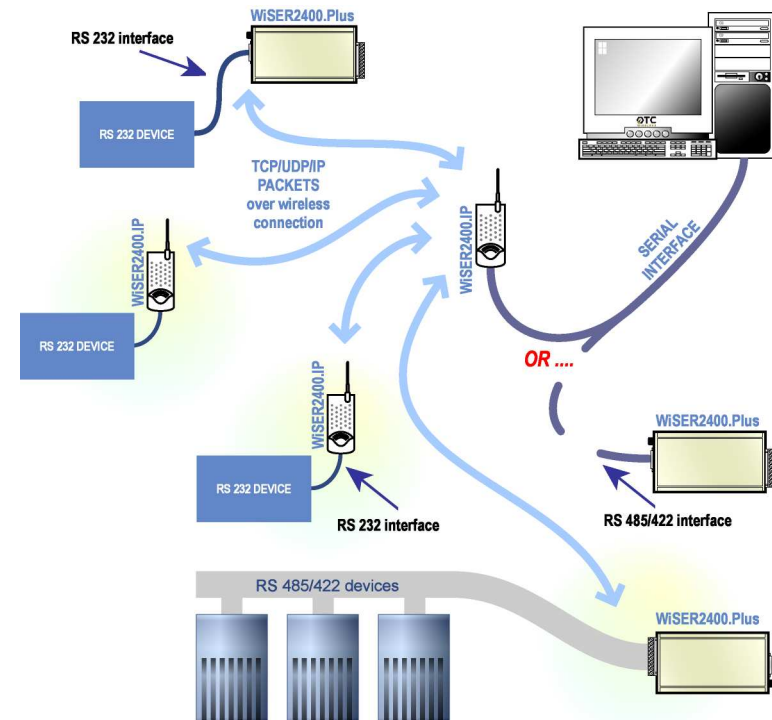 WiSER2400.Plus
RS 232 interface
RS 232 DEVICE
TCP/UDP/IP
PACKETS
over wireless
connection
WiSER2400.IP
SERIAL
INTERFACE
OTC
WiSER2400.IP
RS 232 DEVICE
OR ....
WiSER2400.IP
WiSER2400.Plus
RS 232 DEVICE
RS 232 interface
RS 485/422 interface
RS 485/422 devices
WiSER2400.Plus